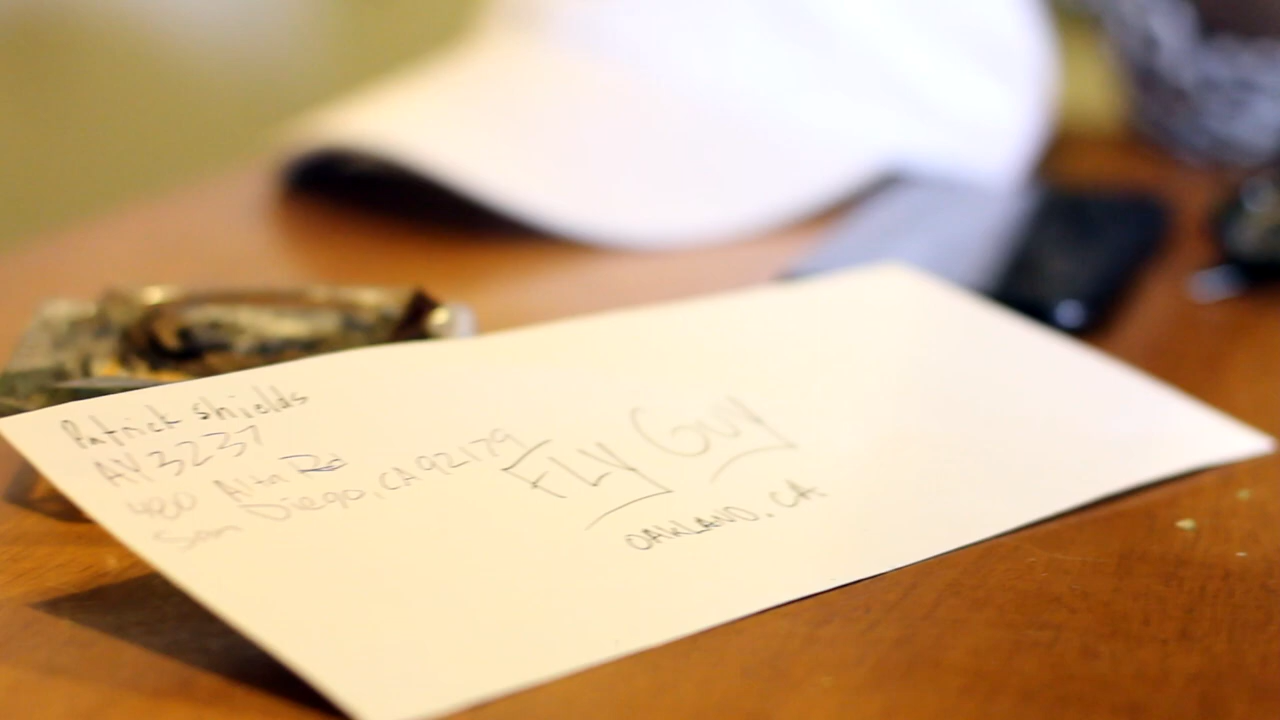 Patrick Shields
AV3237
480 Alta Rd
San Diego, CA 92179
FLY GUY
OAKLAND, CA